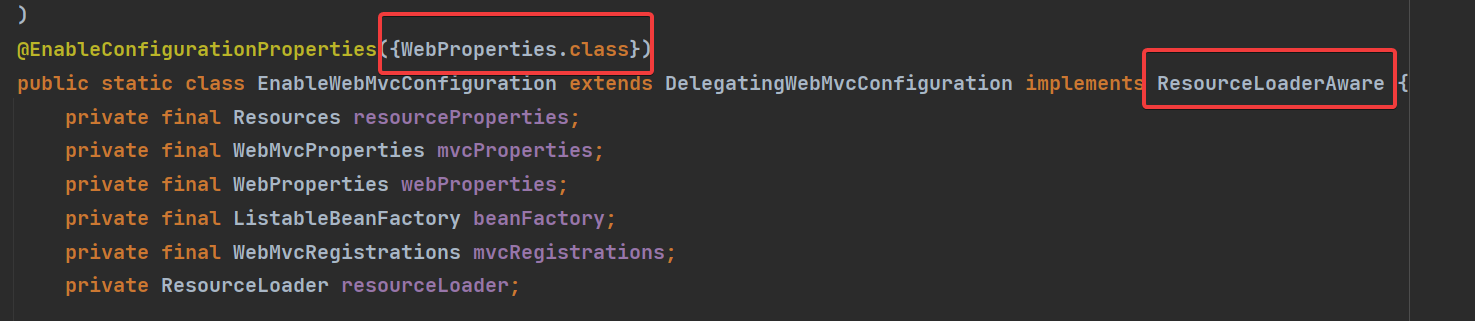 )
@EnableConfigurationProperties({WebProperties.class})
public static class EnableWebMvcConfiguration extends DelegatingWebMvcConfiguration implements ResourceLoaderAware {
private final Resources resourceProperties;
private final WebMvcProperties mvcProperties;
private final WebProperties webProperties;
private final ListableBeanFactory beanFactory;
private final WebMvcRegistrations mvcRegistrations;
private ResourceLoader resourceLoader;